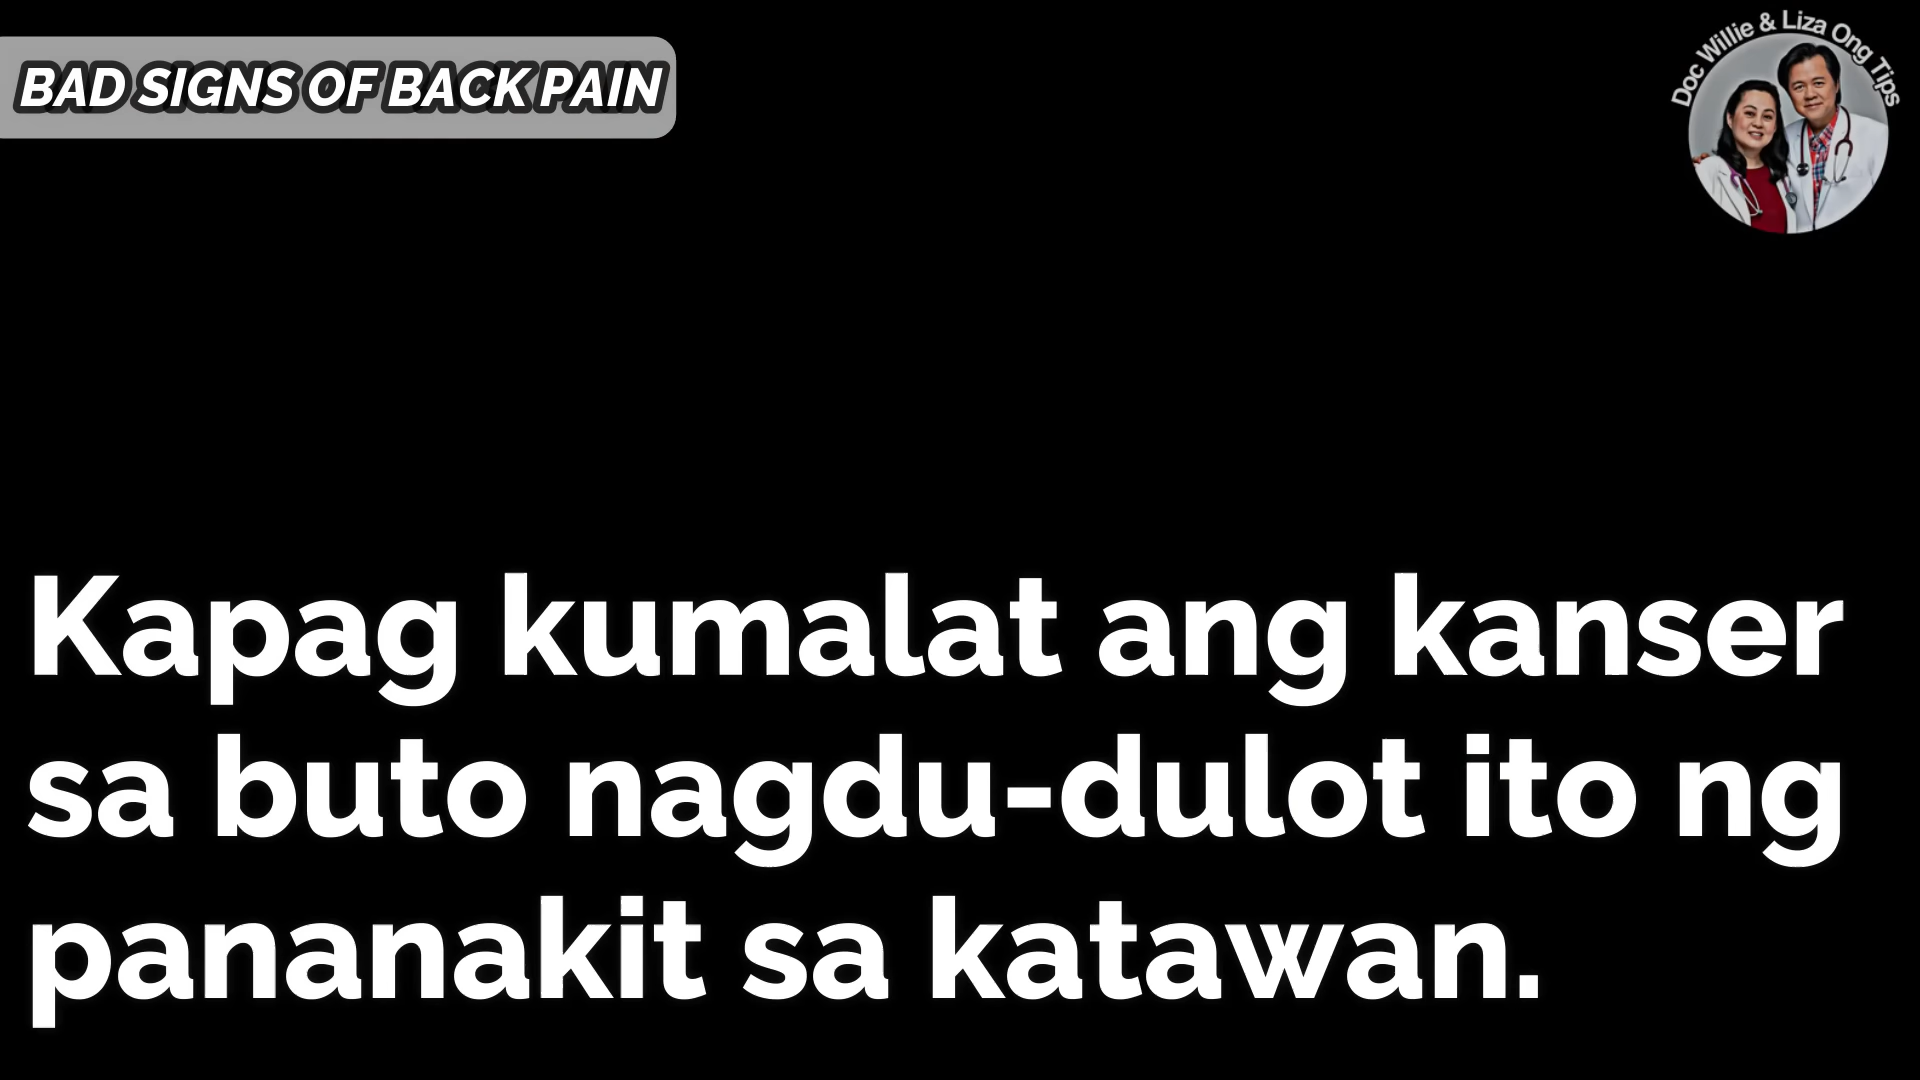 BAD SIGNS OF BACK PAIN
Doc Willie & Liza Ong Tips
Kapag kumalat ang kanser
sa buto nagdu-dulot ito ng
pananakit sa katawan.